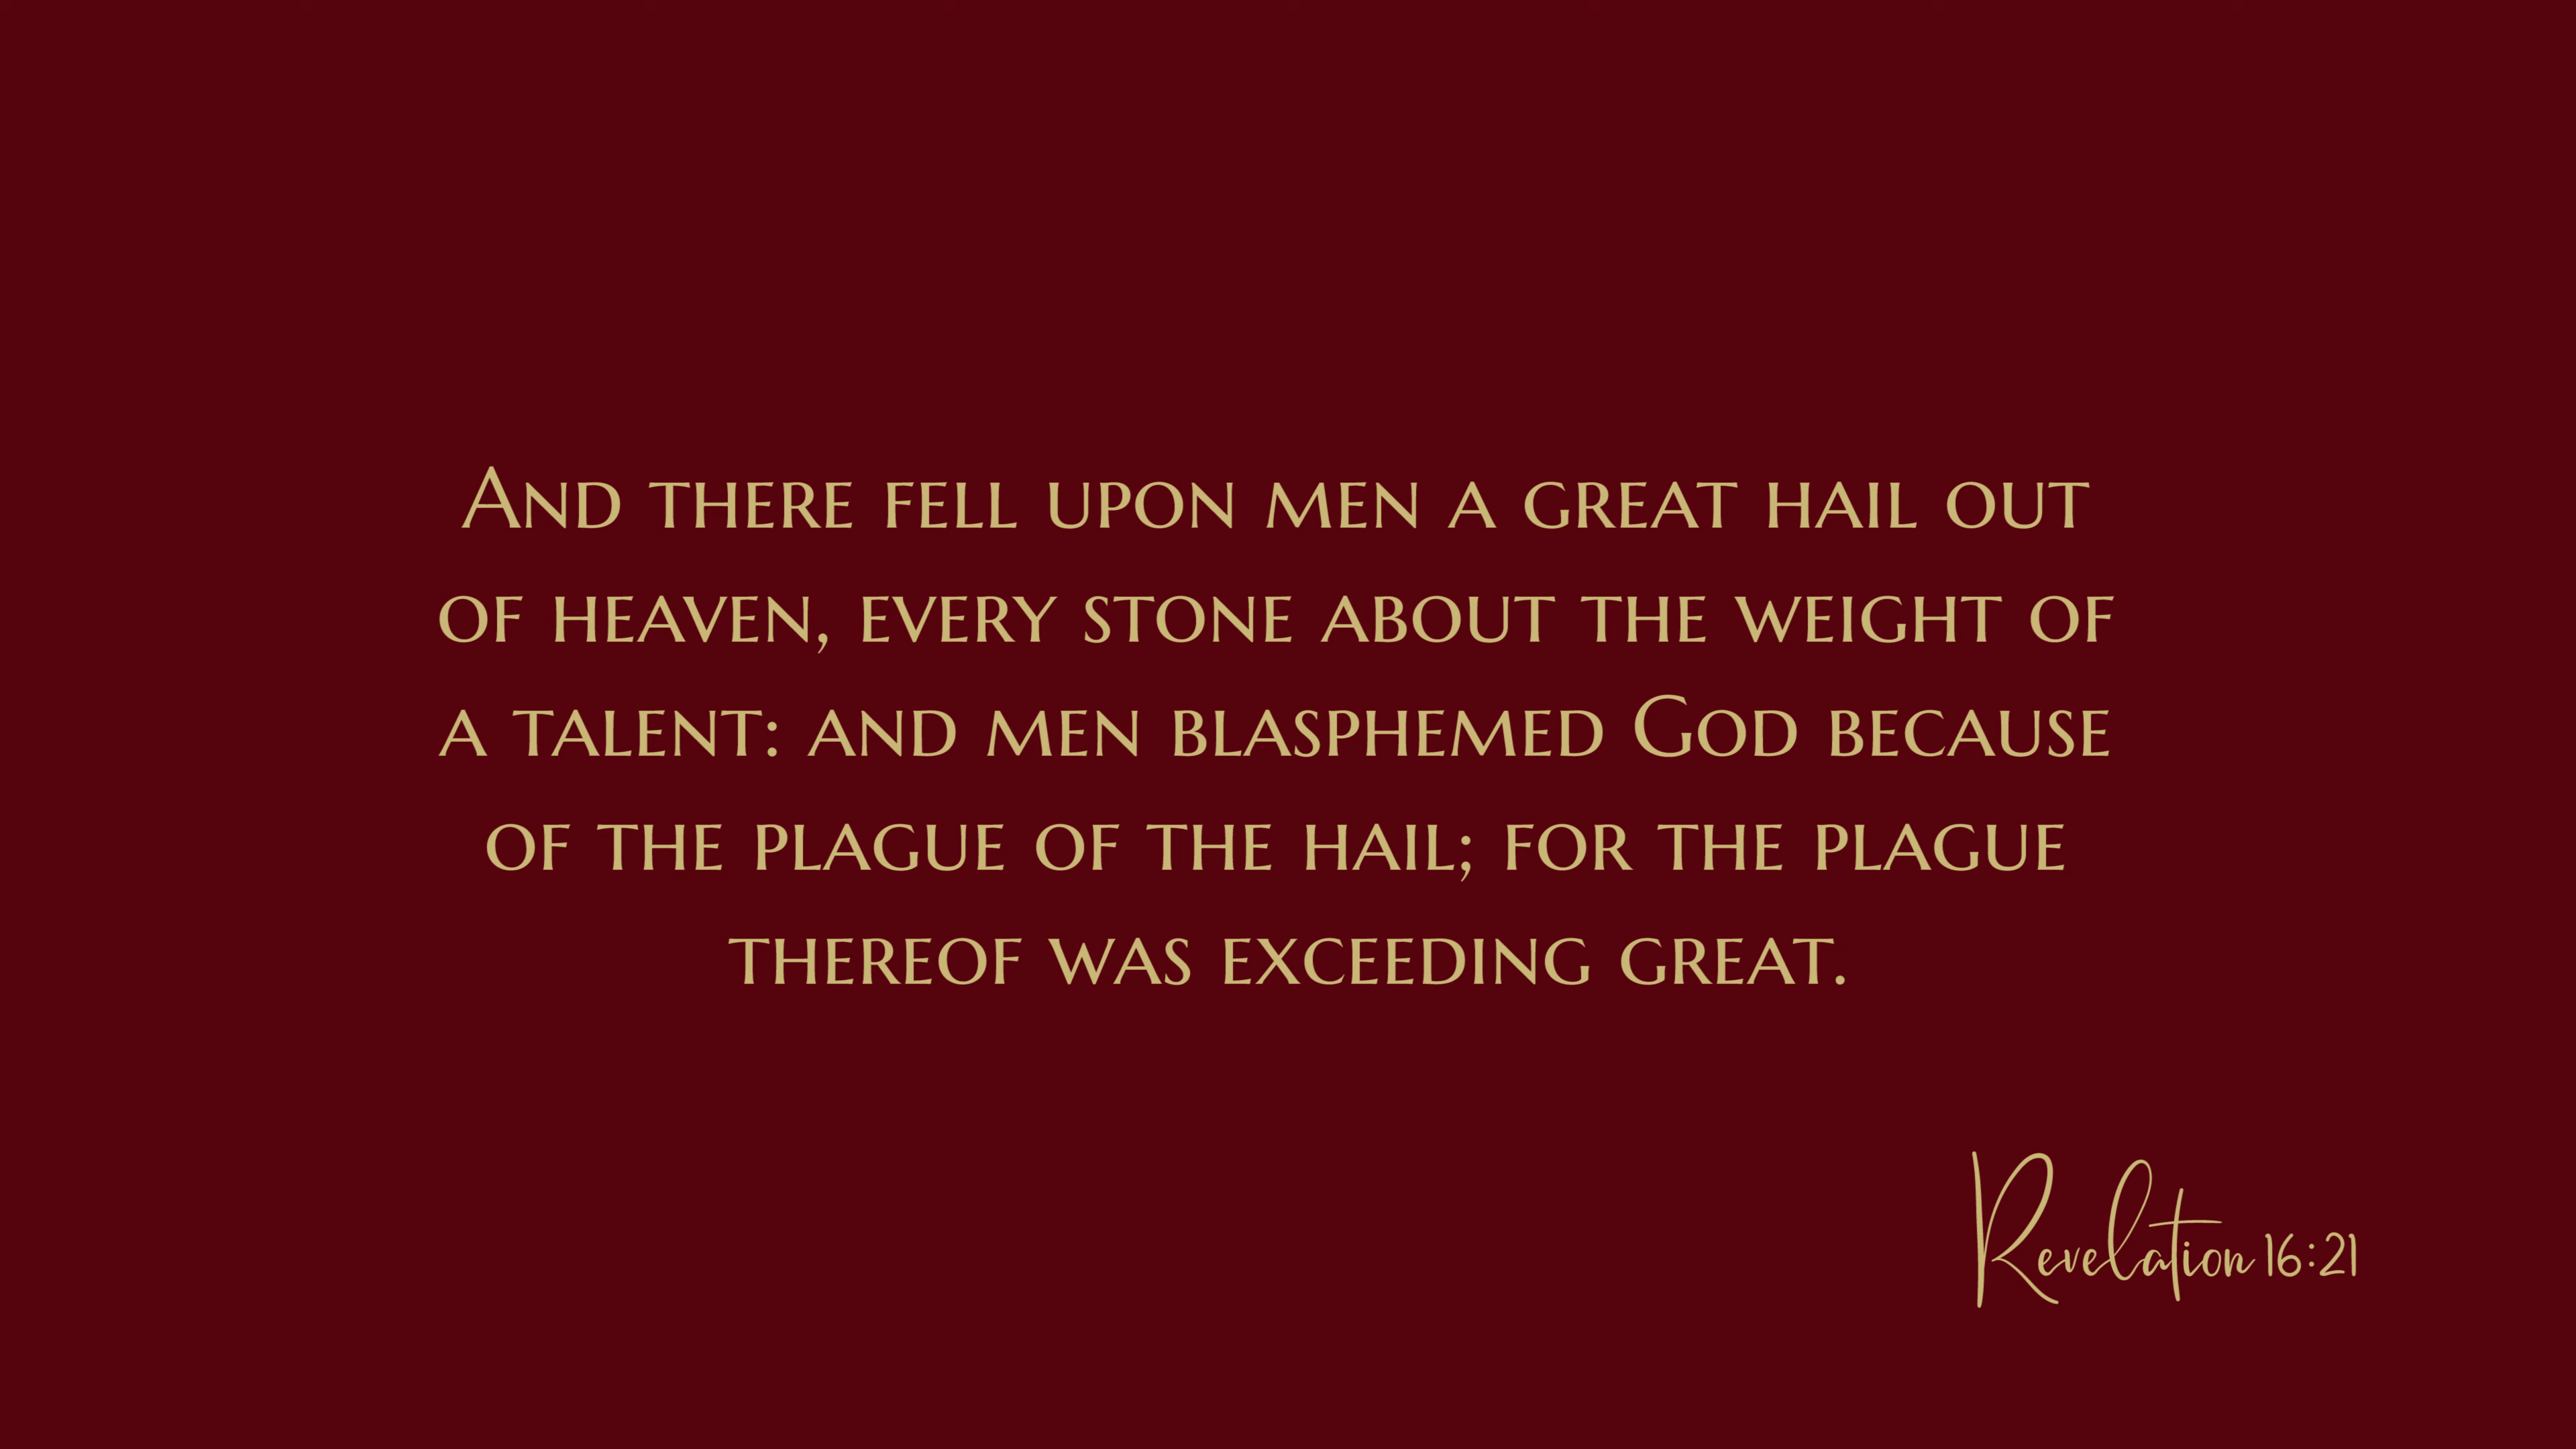 And there fell upon men a great hail out
of heaven, every stone about the weight of
a talent: and men blasphemed God because
of the plague of the hail; for the plague
thereof was exceeding great.
Revelation 16:21